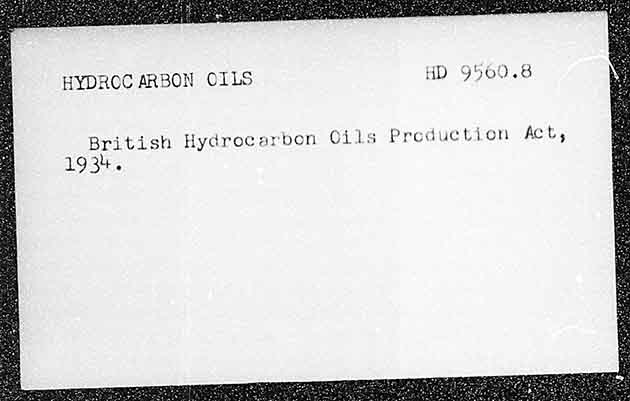 HYDROCARBON OILS HD 9560.8
British Hydrocarbon Oils Production Act,
1934.